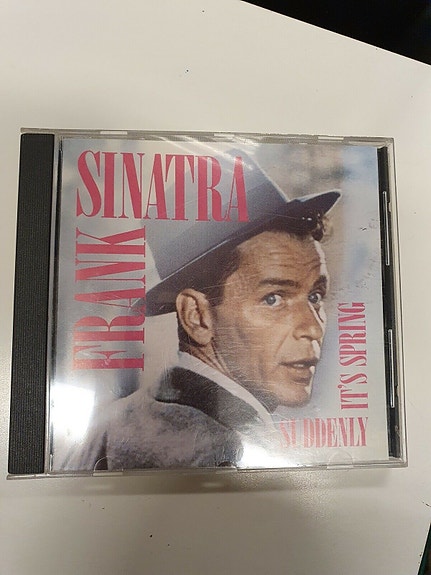 FRANK
SINATRA
SUDDENLY
IT'S SPRING